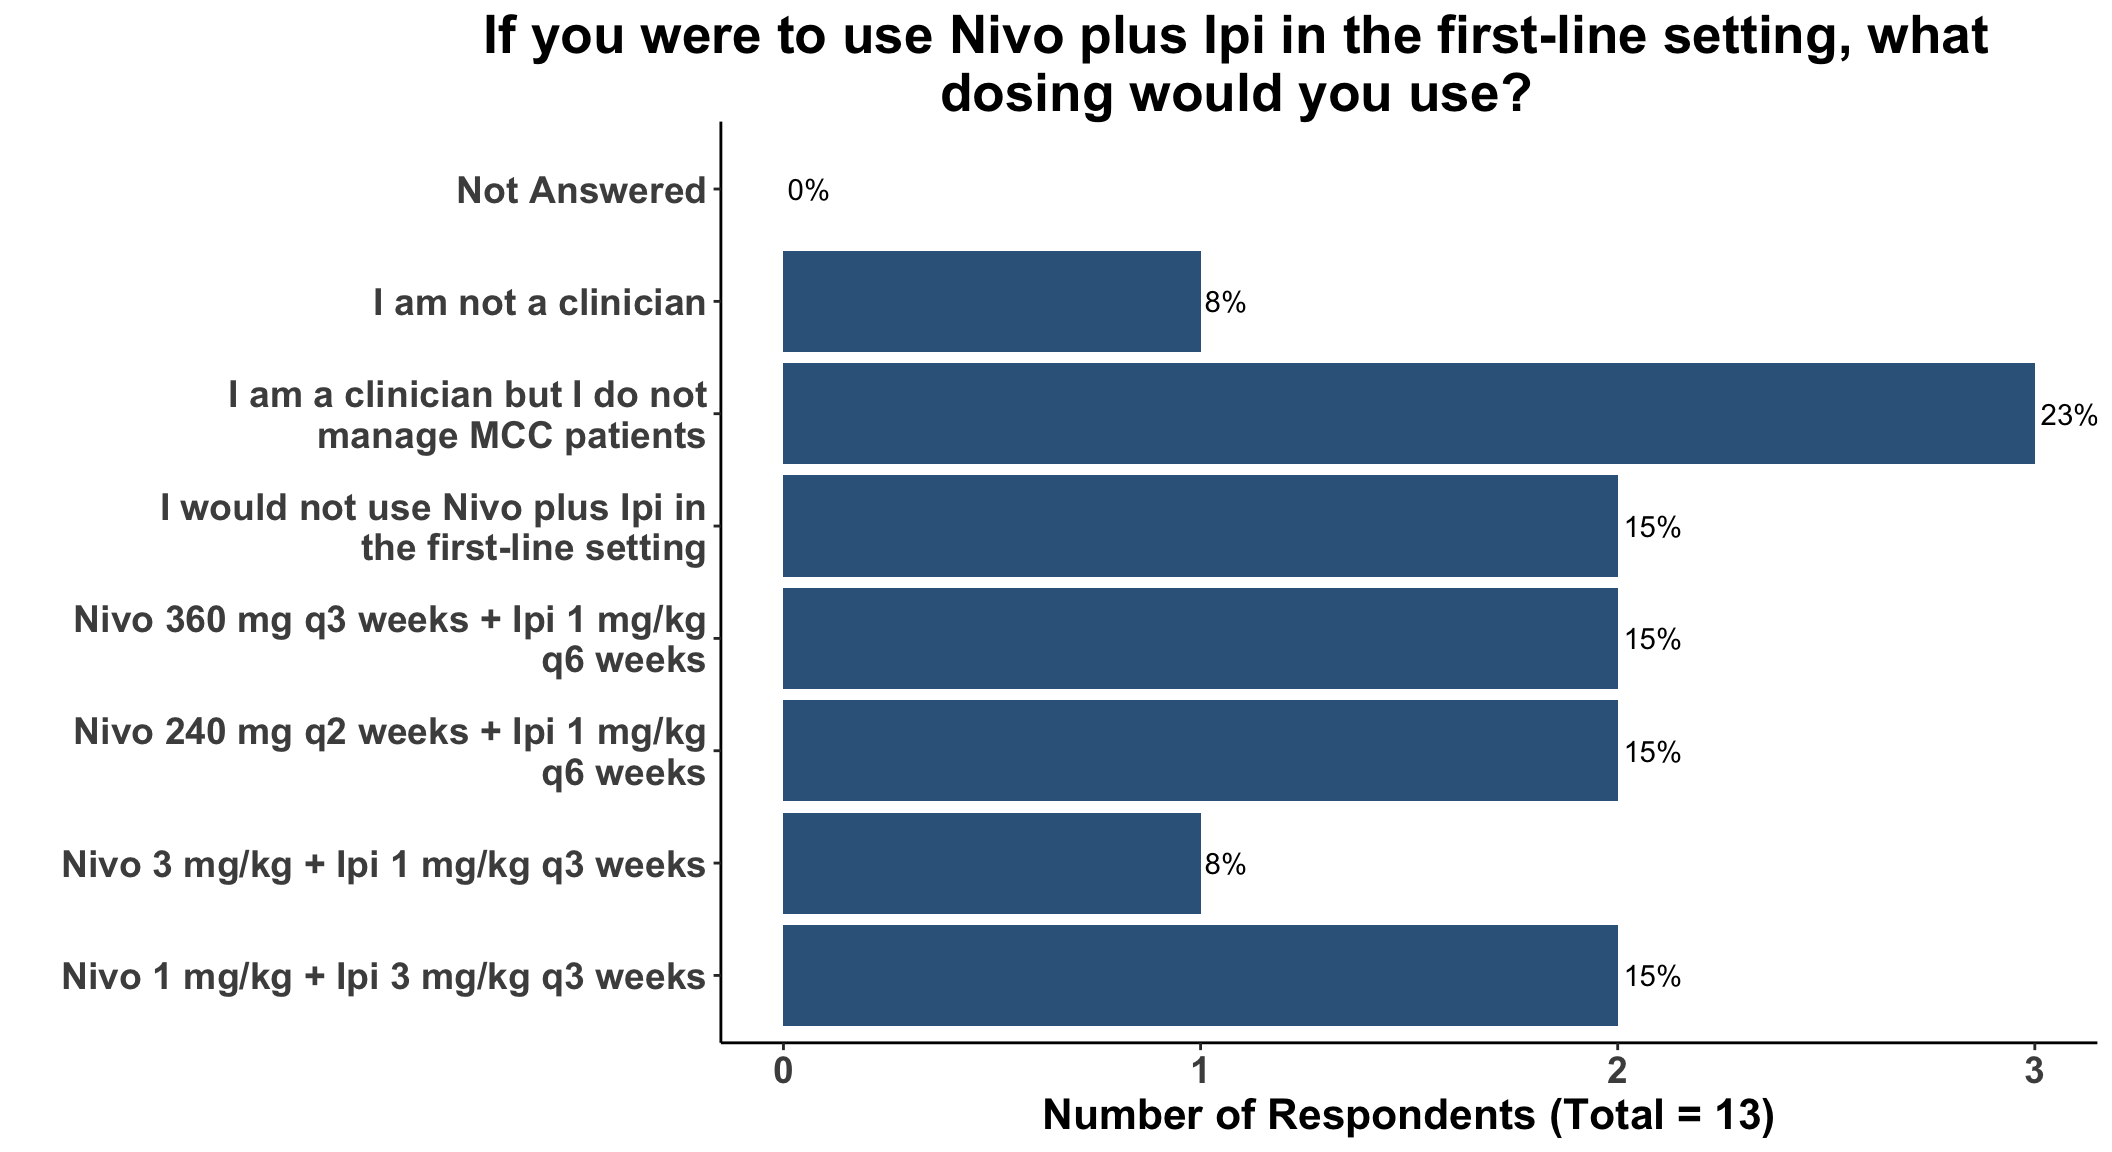 If you were to use Nivo plus Ipi in the first-line setting, what
dosing would you use?
Not Answered
0%
I am not a clinician
8%
I am a clinician but I do not
manage MCC patients
23%
I would not use Nivo plus Ipi in
the first-line setting
15%
Nivo 360 mg q3 weeks + Ipi 1 mg/kg
q6 weeks
15%
Nivo 240 mg q2 weeks + Ipi 1 mg/kg
q6 weeks
15%
Nivo 3 mg/kg + Ipi 1 mg/kg q3 weeks
8%
Nivo 1 mg/kg + Ipi 3 mg/kg q3 weeks
15%
0 1 2 3
Number of Respondents (Total = 13)